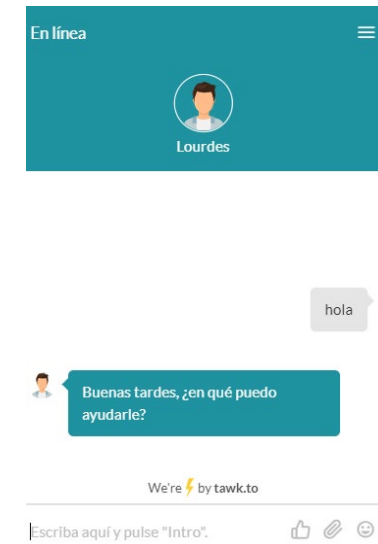 En línea
Lourdes
hola
Buenas tardes, ¿en qué puedo
ayudarle?
We're by tawk.to
Escriba aquí y pulse "Intro".